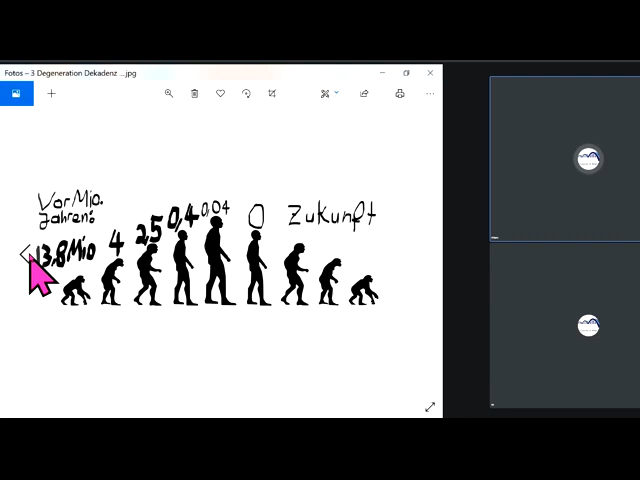 Fotos – 3 Degeneration Dekadenz ...jpg
Vor Mio.
Jahren:
13,8 Mio 4 2,5 0,4 0,04 0 Zukunft